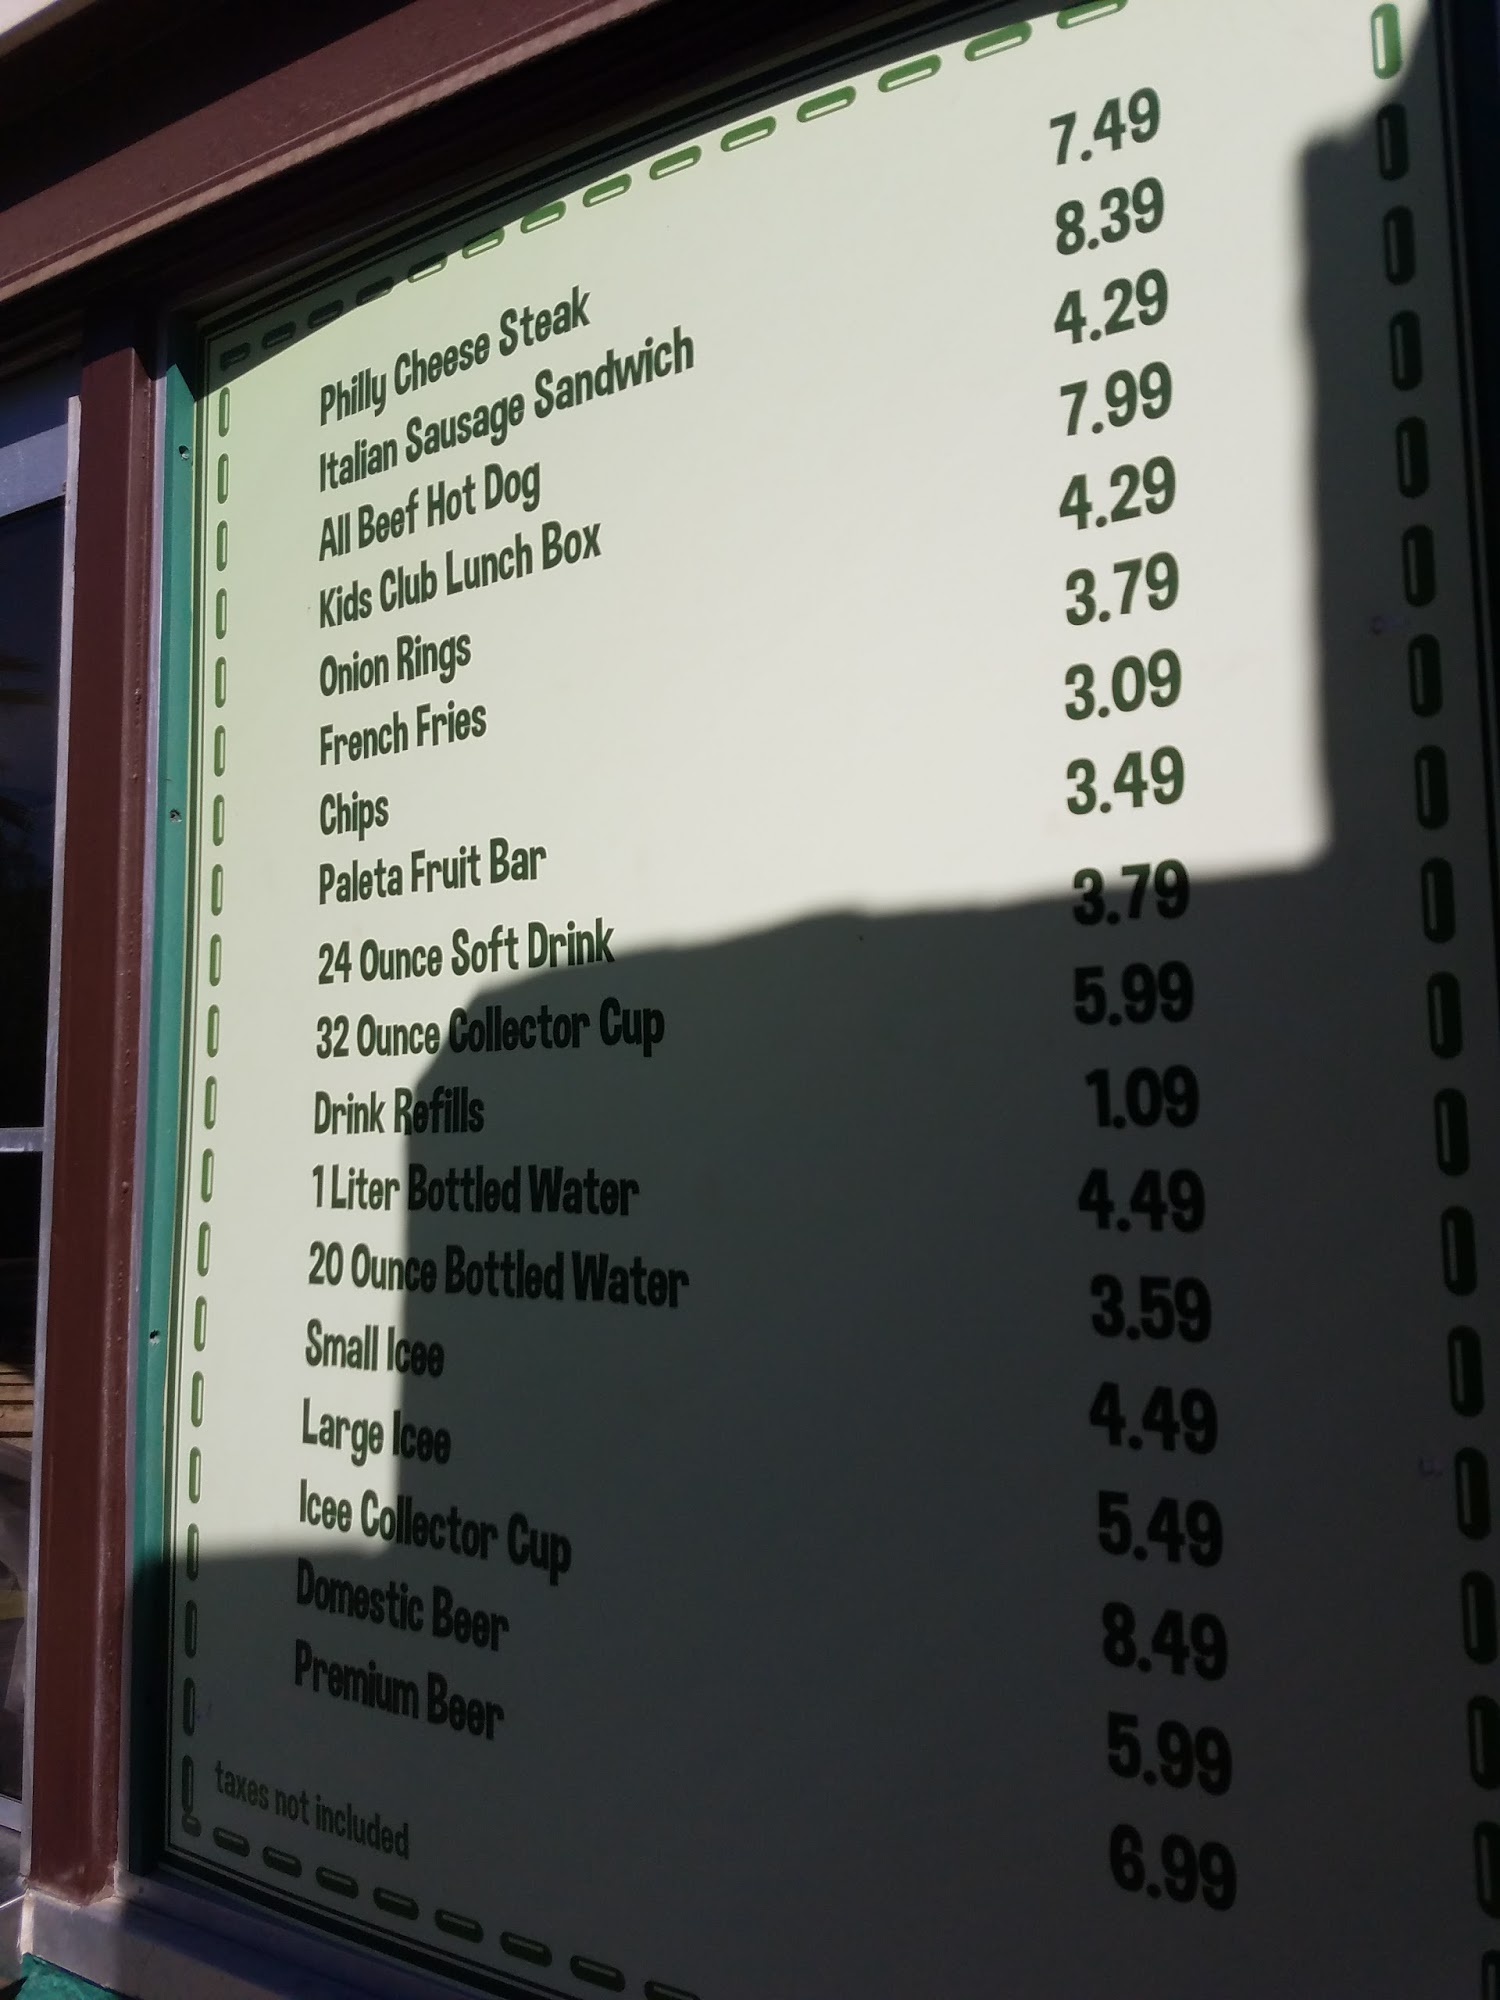 Philly Cheese Steak 7.49
Italian Sausage Sandwich 8.39
All Beef Hot Dog 4.29
Kids Club Lunch Box 7.99
Onion Rings 4.29
French Fries 3.79
Chips 3.09
Paleta Fruit Bar 3.49
24 Ounce Soft Drink 3.79
32 Ounce Collector Cup 5.99
Drink Refills 1.09
1 Liter Bottled Water 4.49
20 Ounce Bottled Water 3.59
Small Icee 4.49
Large Icee 5.49
Icee Collector Cup 8.49
Domestic Beer 5.99
Premium Beer 6.99
taxes not included